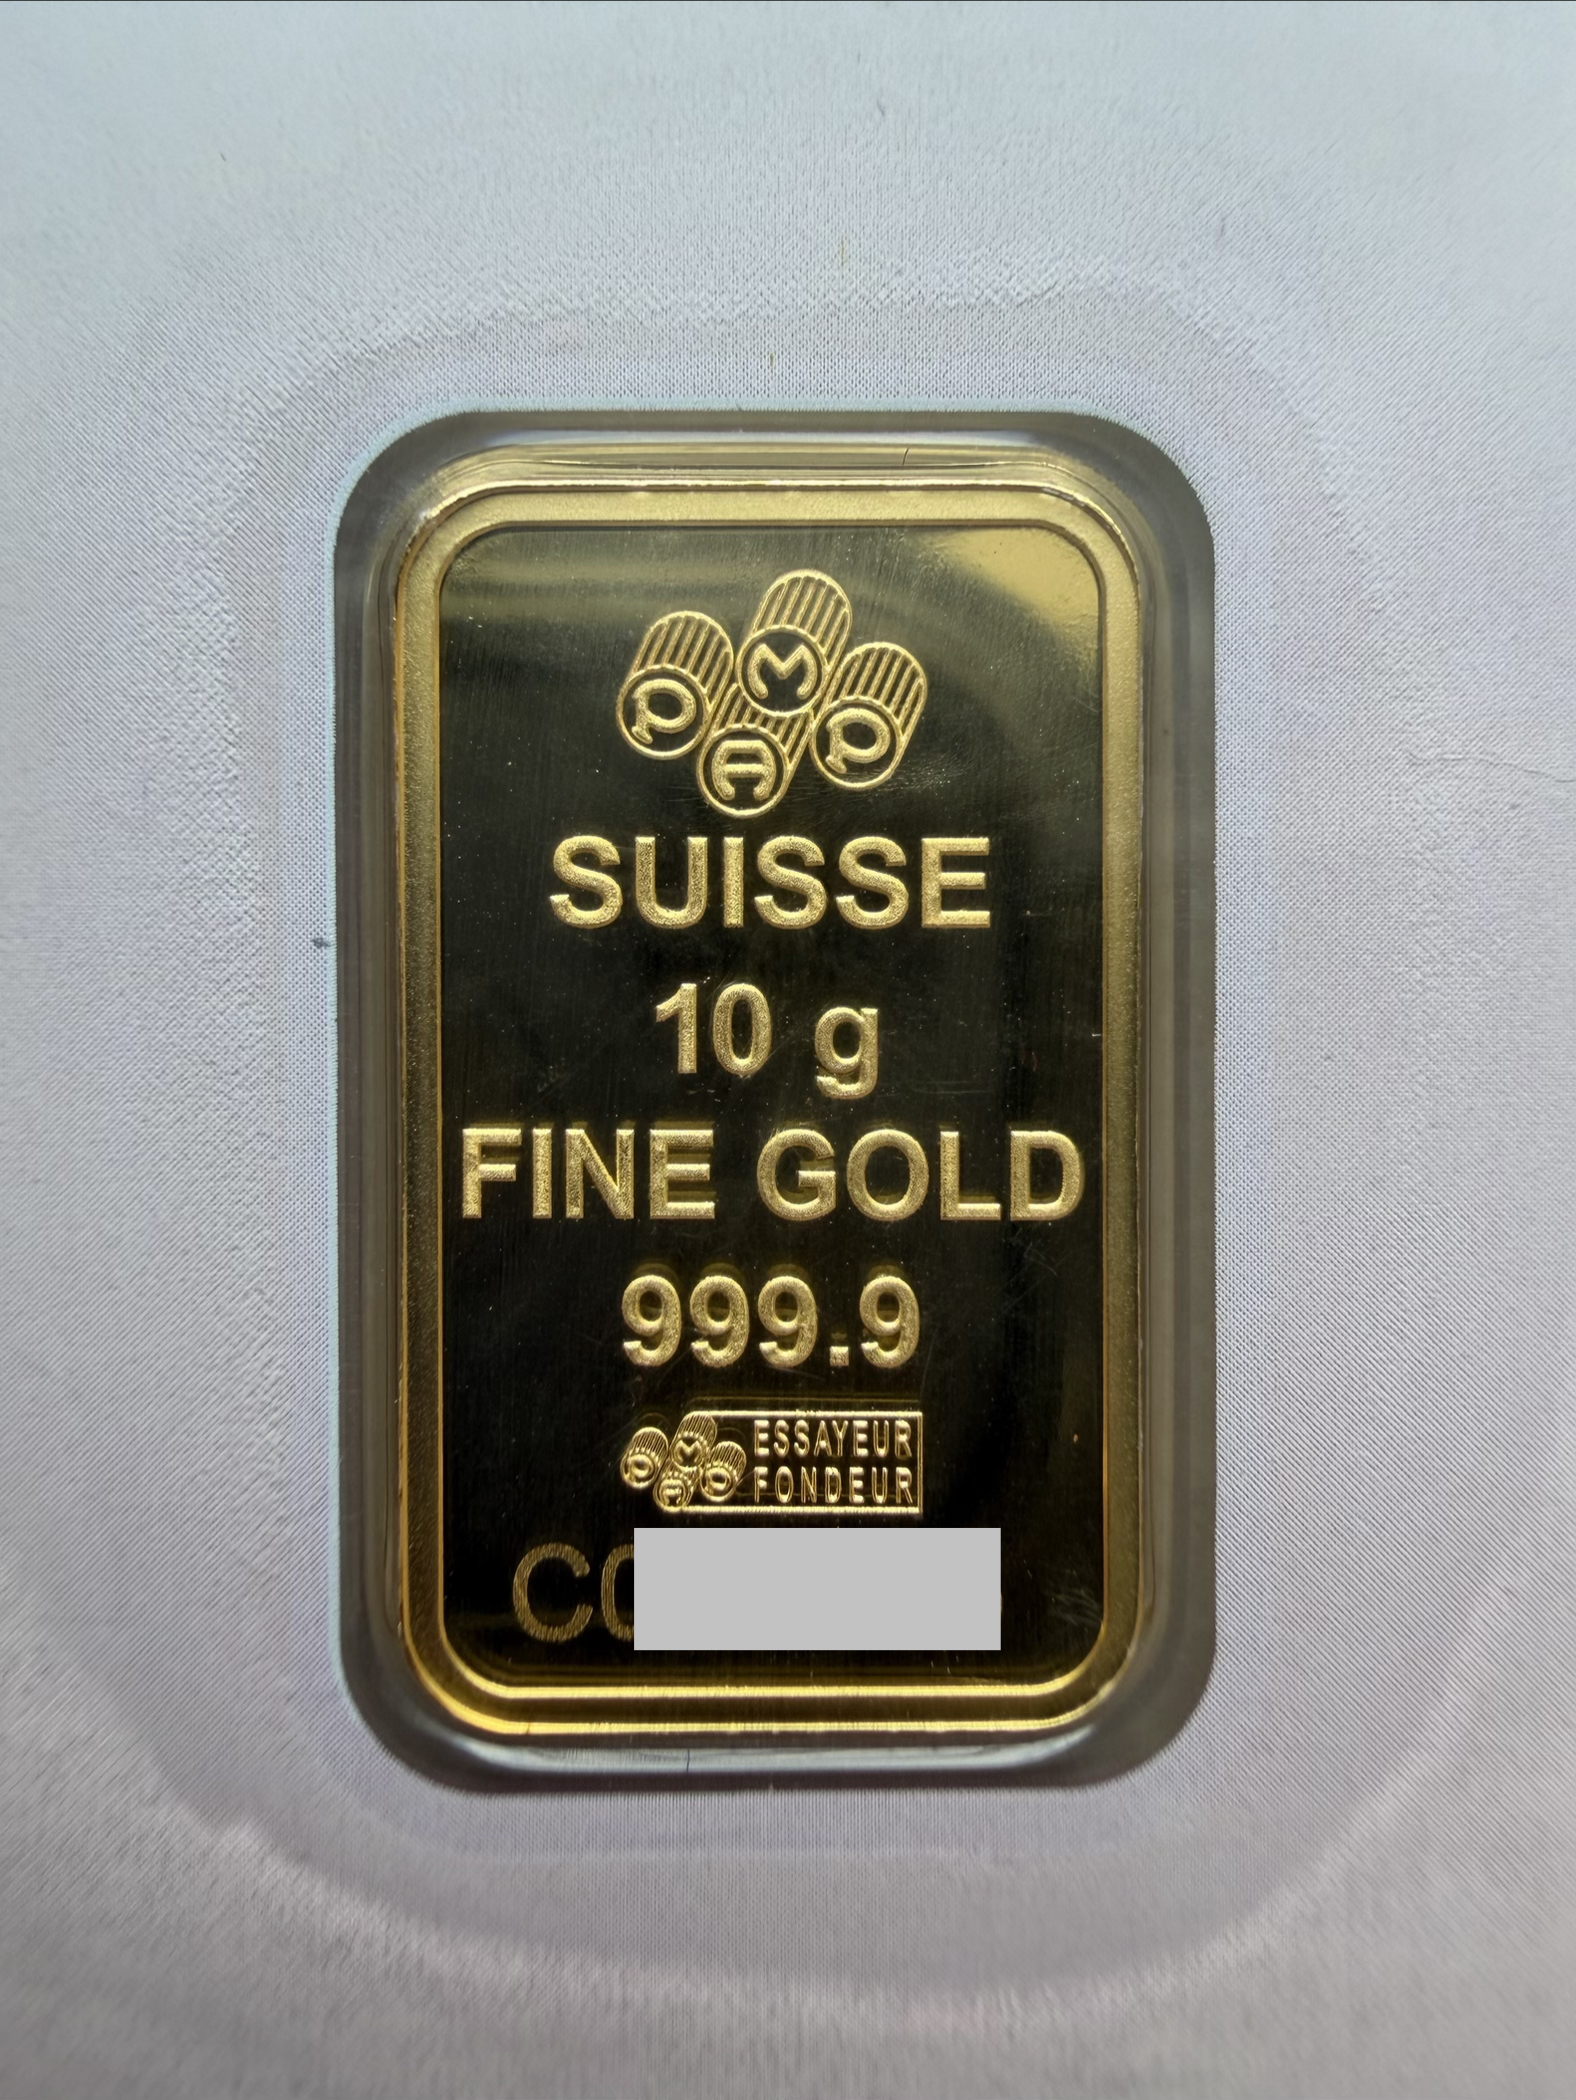 PAMP
SUISSE
10 g
FINE GOLD
999.9
PAMP ESSAYEUR
FONDEUR